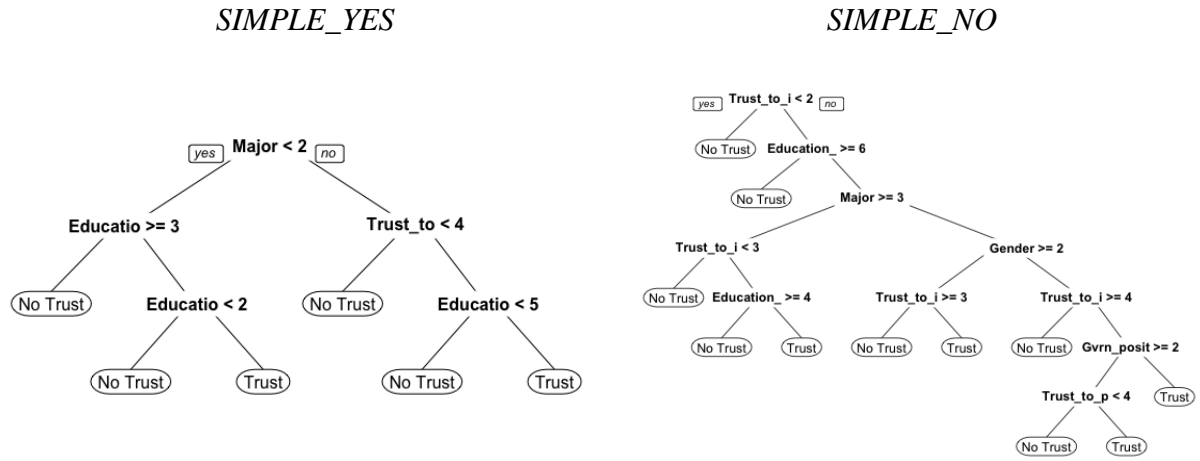 SIMPLE_YES
Major < 2
yes
no
Educatio >= 3
Trust_to < 4
No Trust
Educatio < 2
No Trust
Educatio < 5
No Trust
Trust
No Trust
Trust
SIMPLE_NO
yes
Trust_to_i < 2
no
No Trust
Education_ >= 6
No Trust
Major >= 3
Trust_to_i < 3
Gender >= 2
No Trust
Education_ >= 4
Trust_to_i >= 3
Trust_to_i >= 4
No Trust
Trust
No Trust
Trust
No Trust
Gvrn_posit >= 2
Trust_to_p < 4
Trust
No Trust
Trust